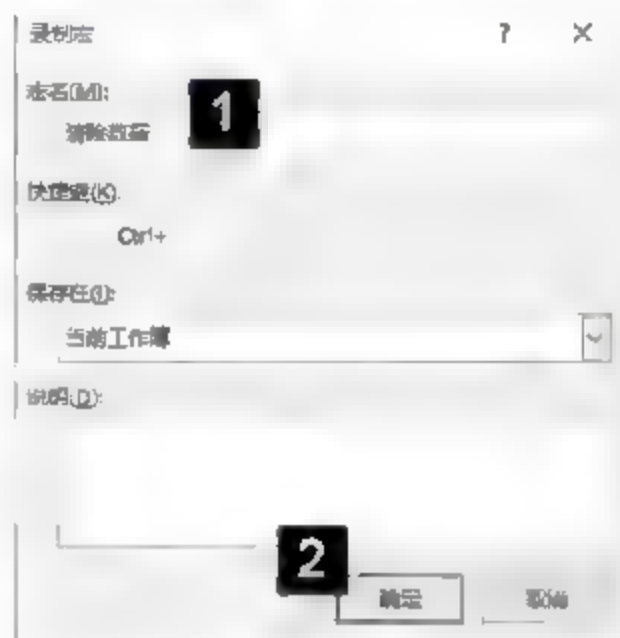 录制宏 ? ×
宏名(M): 1
清除数据
快捷键(K):
Ctrl+
保存在(I):
当前工作簿
说明(D):
2
确定 取消